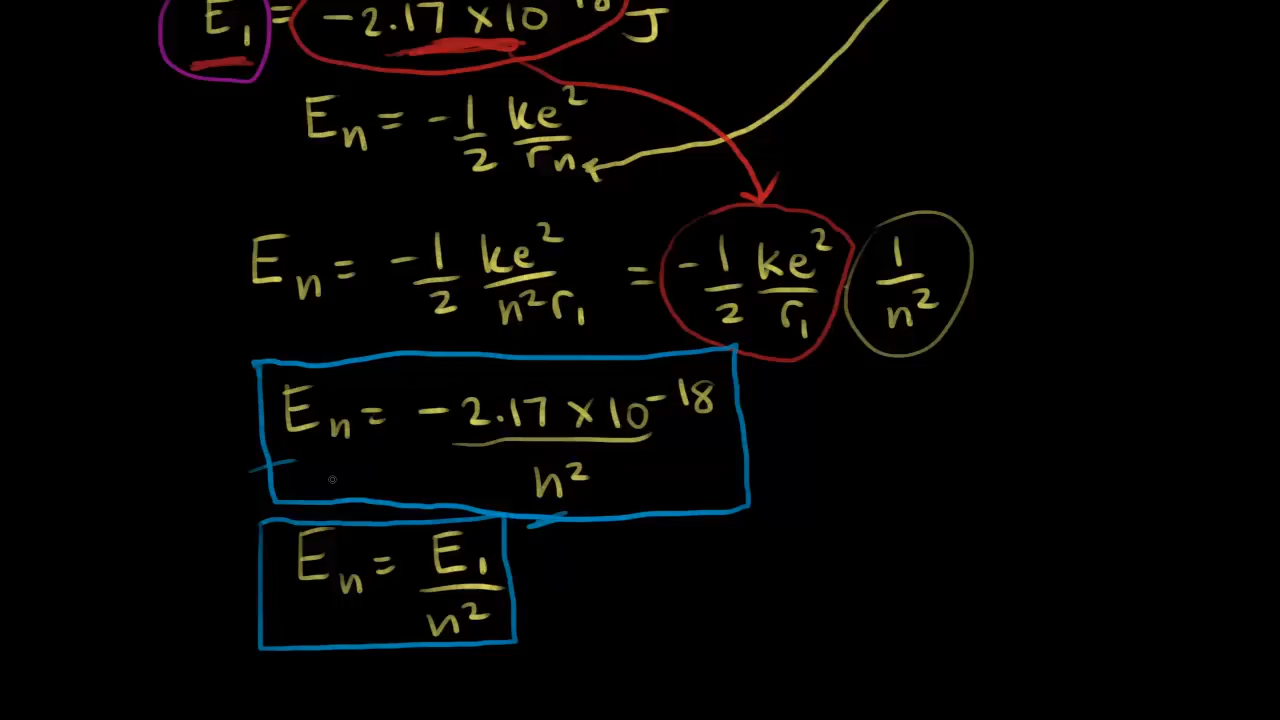 E₁ = -2.17 × 10⁻¹⁸ J
Eₙ = -1/2 ke²/rₙ
Eₙ = -1/2 ke²/n²r₁ = -1/2 ke²/r₁ · 1/n²
Eₙ = -2.17 × 10⁻¹⁸/n²
Eₙ = E₁/n²